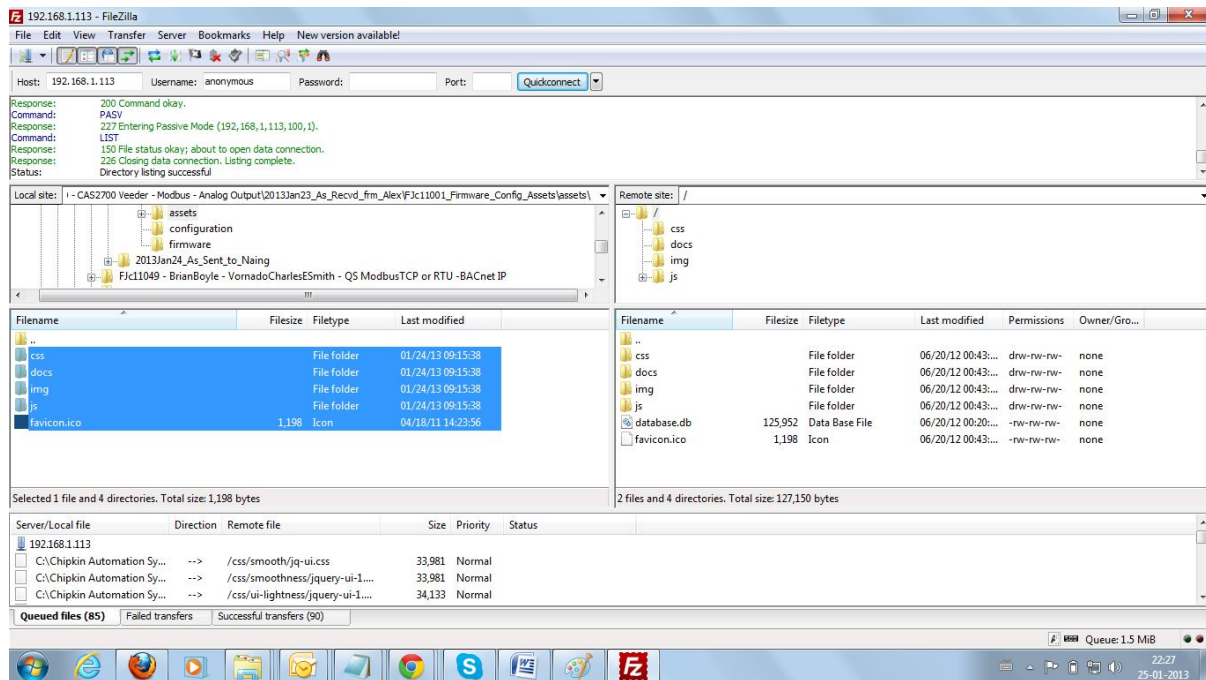 192.168.1.113 - FileZilla
File Edit View Transfer Server Bookmarks Help New version available!
Host: 192.168.1.113 Username: anonymous Password: Port: Quickconnect
Response: 200 Command okay.
Command: PASV
Response: 227 Entering Passive Mode (192,168,1,113,100,1).
Command: LIST
Response: 150 File status okay; about to open data connection.
Response: 226 Closing data connection. Listing complete.
Status: Directory listing successful
Local site: - CAS2700 Veeder - Modbus - Analog Output\2013Jan23_As_Recvd_frm_Alex\FJc11001_Firmware_Config_Assets\assets\
assets
configuration
firmware
2013Jan24_As_Sent_to_Naing
FJc11049 - BrianBoyle - VornadoCharlesESmith - QS ModbusTCP or RTU -BACnet IP
Remote site: /
/
css
docs
img
js
Filename Filesize Filetype Last modified
..
css File folder 01/24/13 09:15:38
docs File folder 01/24/13 09:15:38
img File folder 01/24/13 09:15:38
js File folder 01/24/13 09:15:38
favicon.ico 1,198 Icon 04/18/11 14:23:56
Selected 1 file and 4 directories. Total size: 1,198 bytes
Filename Filesize Filetype Last modified Permissions Owner/Gro...
..
css File folder 06/20/12 00:43:... drw-rw-rw- none
docs File folder 06/20/12 00:43:... drw-rw-rw- none
img File folder 06/20/12 00:43:... drw-rw-rw- none
js File folder 06/20/12 00:43:... drw-rw-rw- none
database.db 125,952 Data Base File 06/20/12 00:20:... -rw-rw-rw- none
favicon.ico 1,198 Icon 06/20/12 00:43:... -rw-rw-rw- none
2 files and 4 directories. Total size: 127,150 bytes
Server/Local file Direction Remote file Size Priority Status
192.168.1.113
C:\Chipkin Automation Sy... --> /css/smooth/jq-ui.css 33,981 Normal
C:\Chipkin Automation Sy... --> /css/smoothness/jquery-ui-1.... 33,981 Normal
C:\Chipkin Automation Sy... --> /css/ui-lightness/jquery-ui-1.... 34,133 Normal
Queued files (85) Failed transfers Successful transfers (90)
Queue: 1.5 MiB
22:27
25-01-2013